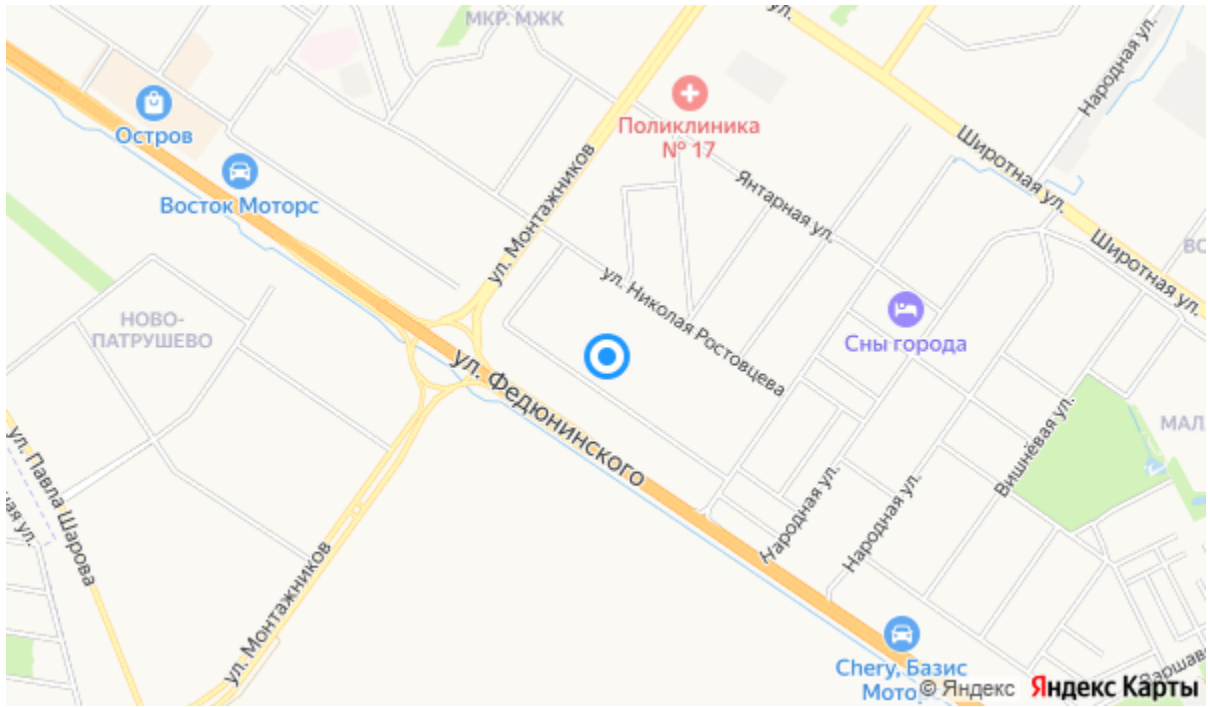 МКР. МЖК
Народная ул.
Остров
Поликлиника
№ 17
Широтная ул.
Восток Моторс
ул. Монтажников
Янтарная ул.
Широтная ул.
ул. Николая Ростовцева
НОВО-
ПАТРУШЕВО
Сны города
ул. Федюнинского
Вишнёвая ул.
ул. Павла Шарова
Народная ул.
Народная ул.
ул. Монтажников
Chery, Базис
Мото
© Яндекс
Яндекс Карты